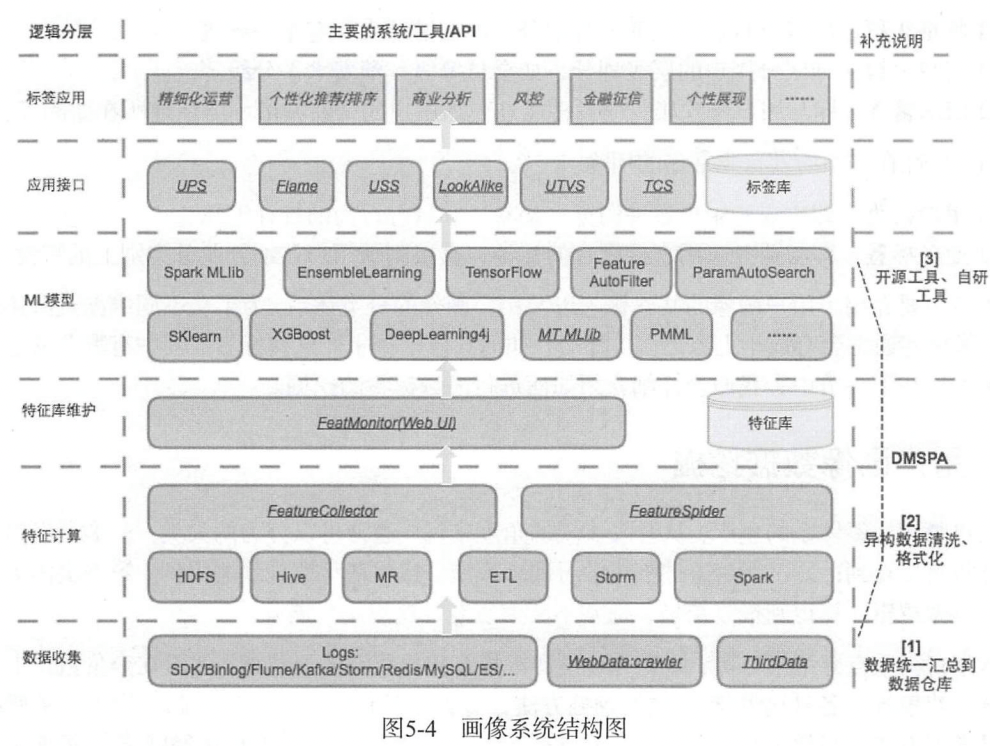 逻辑分层 主要的系统/工具/API 补充说明
标签应用 精细化运营 个性化推荐/排序 商业分析 风控 金融征信 个性展现 ······
应用接口 UPS Flame USS LookAlike UTVS TCS 标签库
Spark MLlib EnsembleLearning TensorFlow Feature AutoFilter ParamAutoSearch
ML模型
SKlearn XGBoost DeepLearning4j MT MLlib PMML ······
[3]
开源工具、自研
工具
特征库维护 FeatMonitor(Web UI) 特征库
DMSPA
FeatureCollector FeatureSpider
特征计算
HDFS Hive MR ETL Storm Spark
[2]
异构数据清洗、
格式化
数据收集 Logs:
SDK/Binlog/Flume/Kafka/Storm/Redis/MySQL/ES/... WebData:crawler ThirdData
[1]
数据统一汇总到
数据仓库
图5-4 画像系统结构图